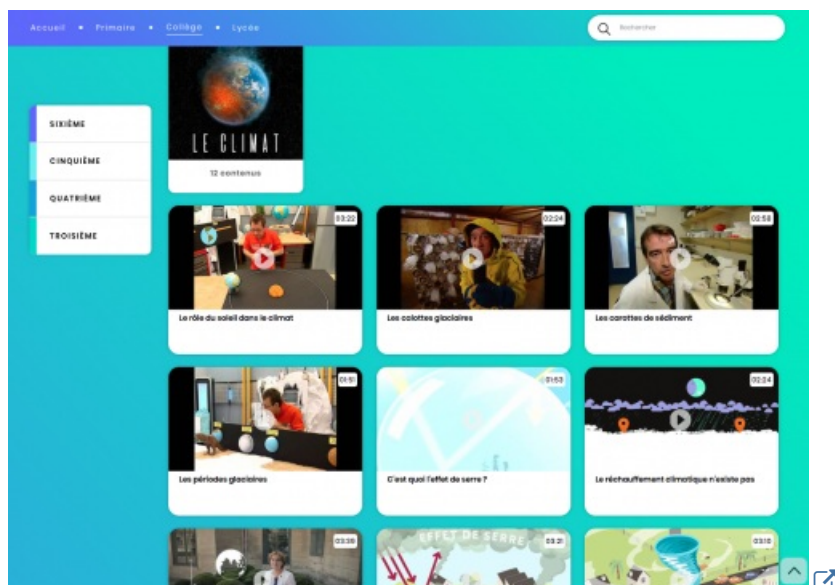 Accueil • Primaire • Collège • Lycée
Rechercher
SIXIÈME
CINQUIÈME
QUATRIÈME
TROISIÈME
LE CLIMAT
12 contenus
03:22
02:24
02:58
Le rôle du soleil dans le climat
Les calottes glaciaires
Les carottes de sédiment
01:51
01:53
02:24
Les périodes glaciaires
C'est quoi l'effet de serre ?
Le réchauffement climatique n'existe pas
03:39
EFFET DE SERRE
03:21
03:10